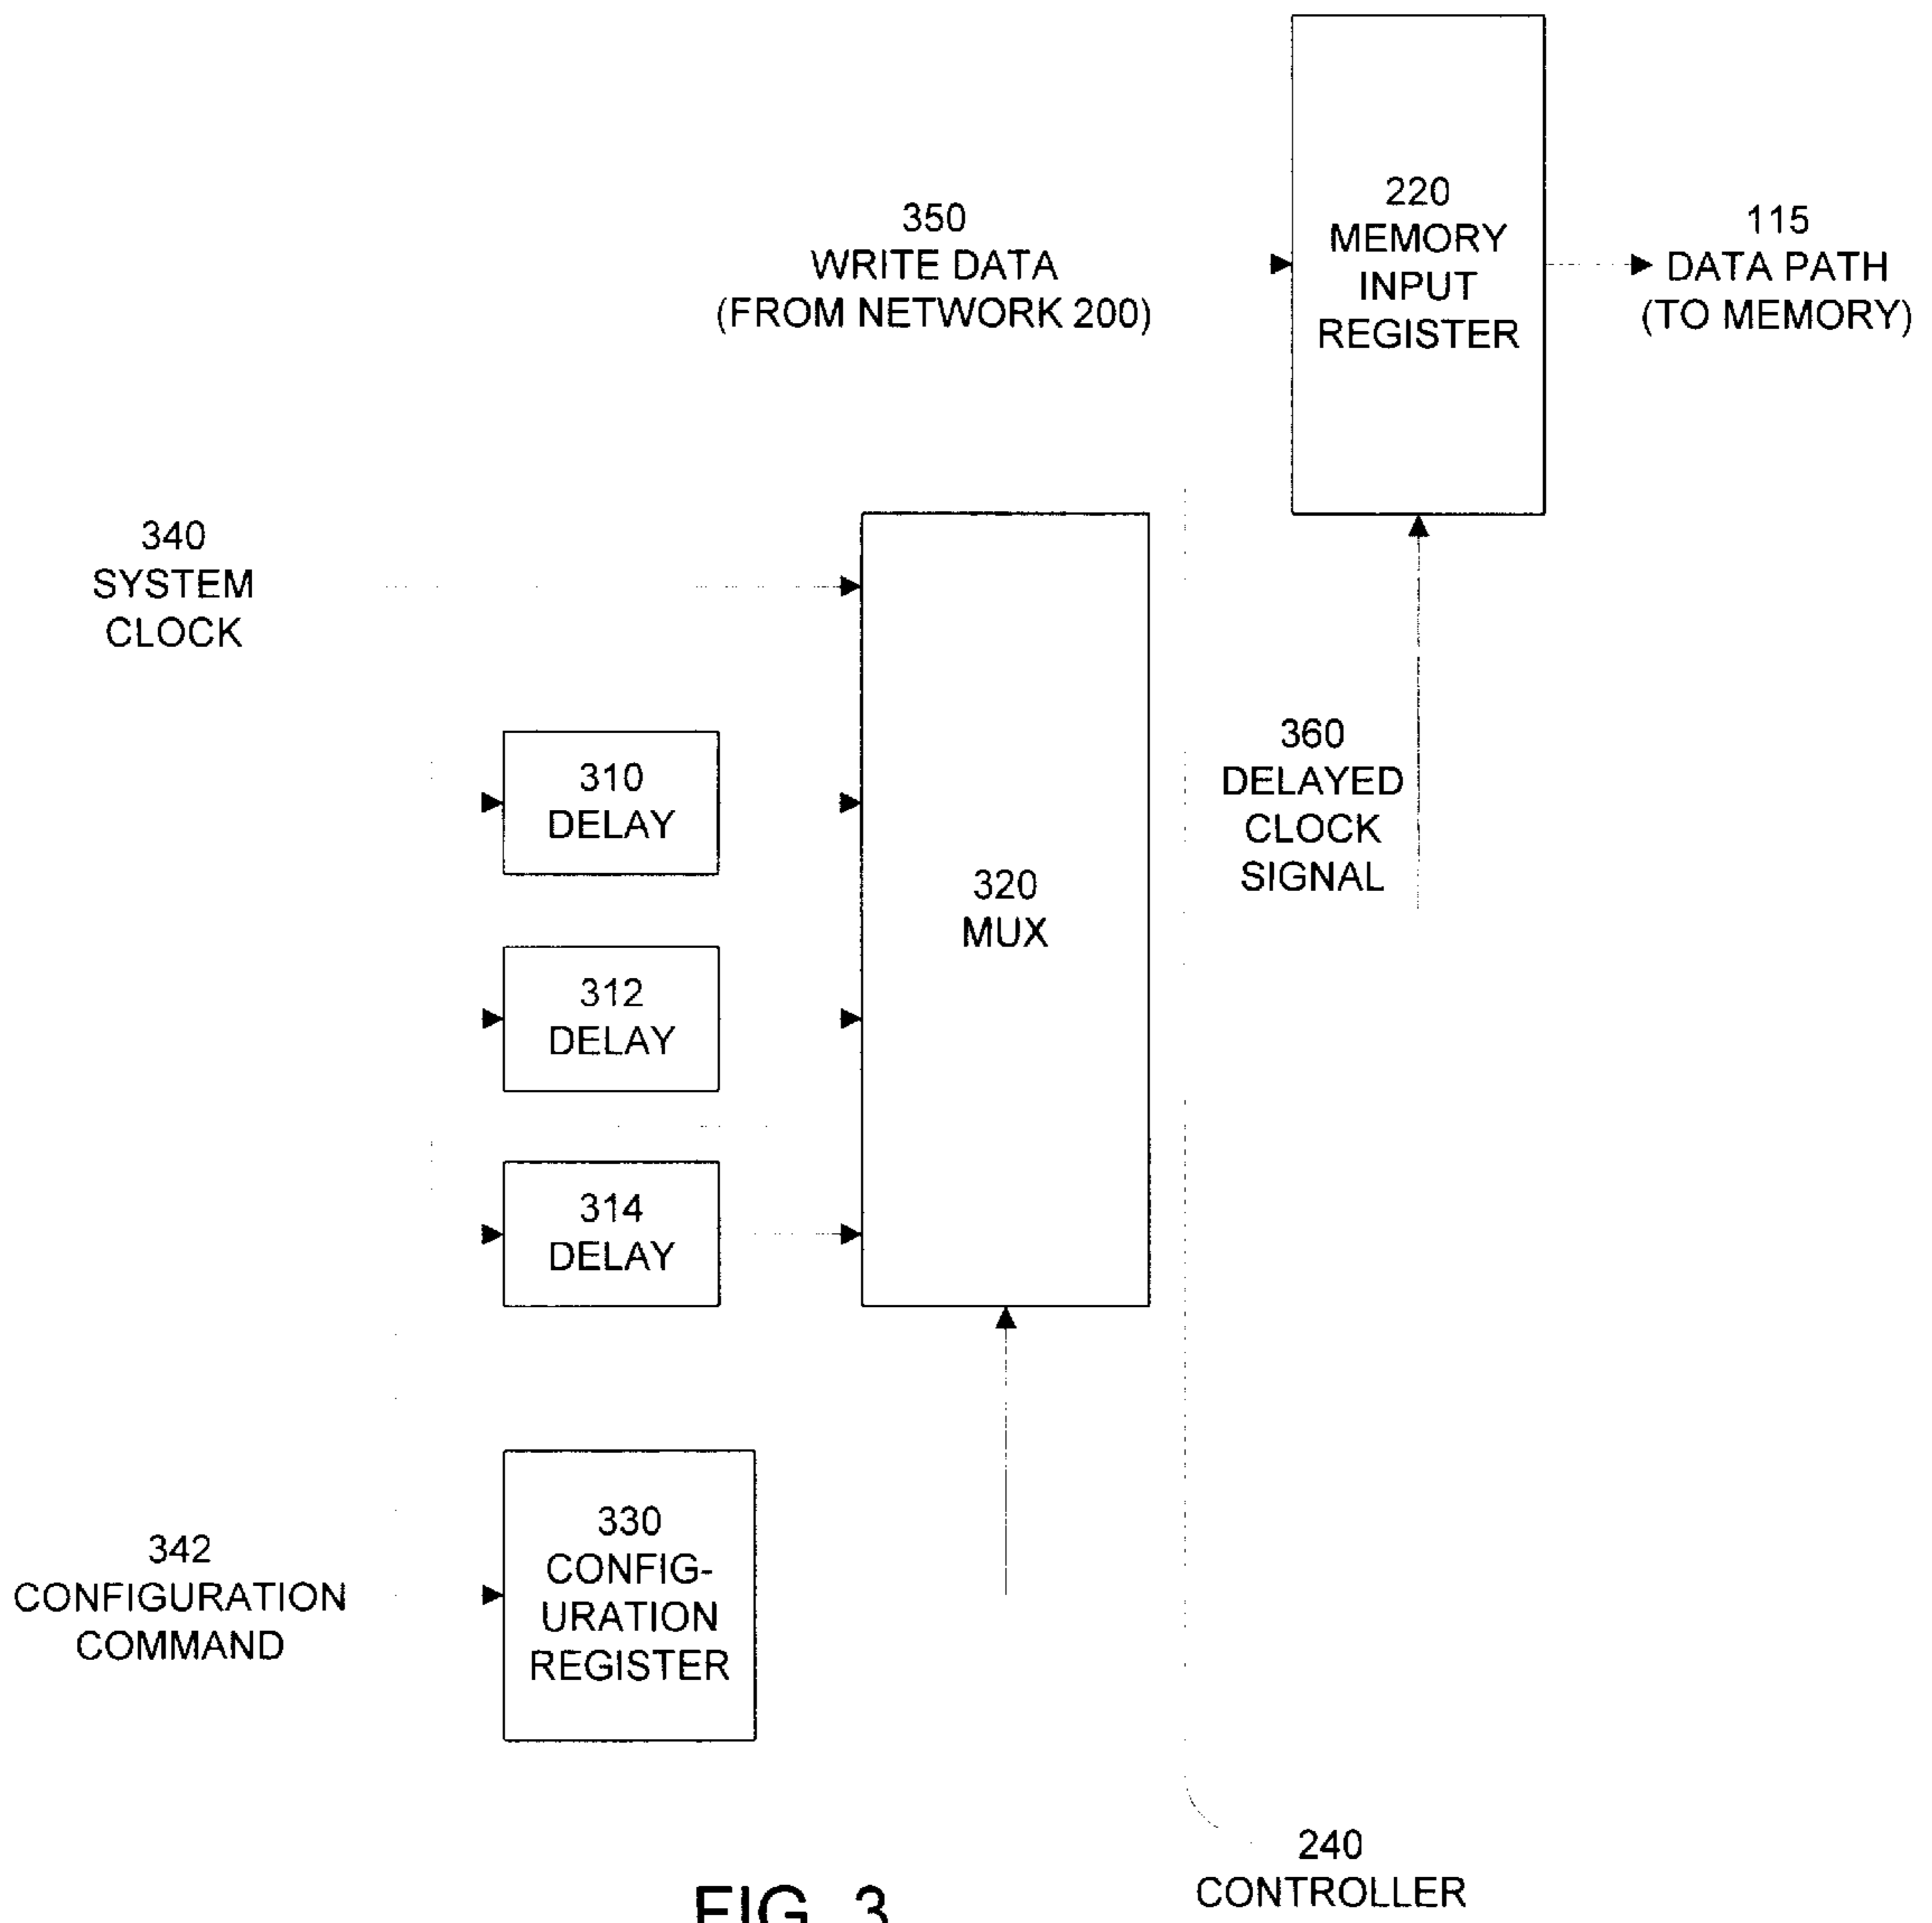 220
MEMORY
INPUT
REGISTER
350
WRITE DATA
(FROM NETWORK 200)
115
DATA PATH
(TO MEMORY)
340
SYSTEM
CLOCK
310
DELAY
360
DELAYED
CLOCK
SIGNAL
320
MUX
312
DELAY
314
DELAY
330
CONFIG-
URATION
REGISTER
342
CONFIGURATION
COMMAND
240
CONTROLLER
FIG. 3